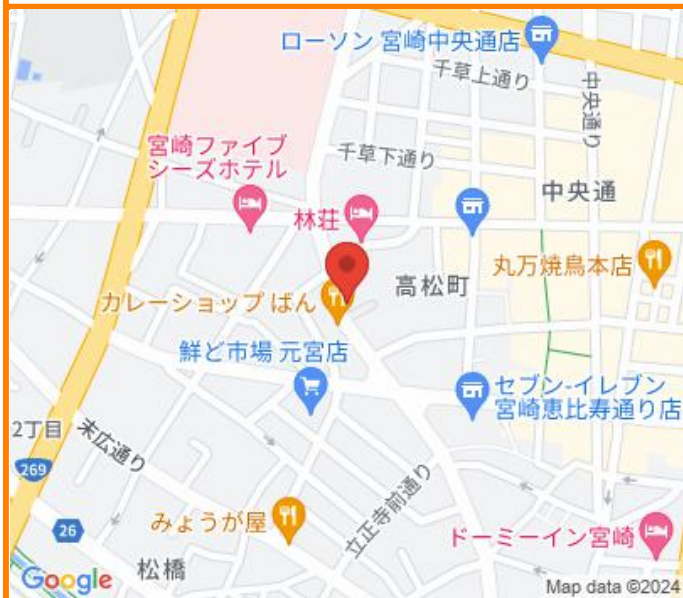 ローソン 宮崎中央通店
千草上通り
中央通り
宮崎ファイブ
シーズホテル
千草下通り
中央通
林荘
丸万焼鳥本店
高松町
カレーショップ ばん
鮮ど市場 元宮店
セブン-イレブン
宮崎恵比寿通り店
2丁目
末広通り
269
立正寺前通り
26
みょうが屋
ドーミーイン宮崎
松橋
Google
Map data ©2024